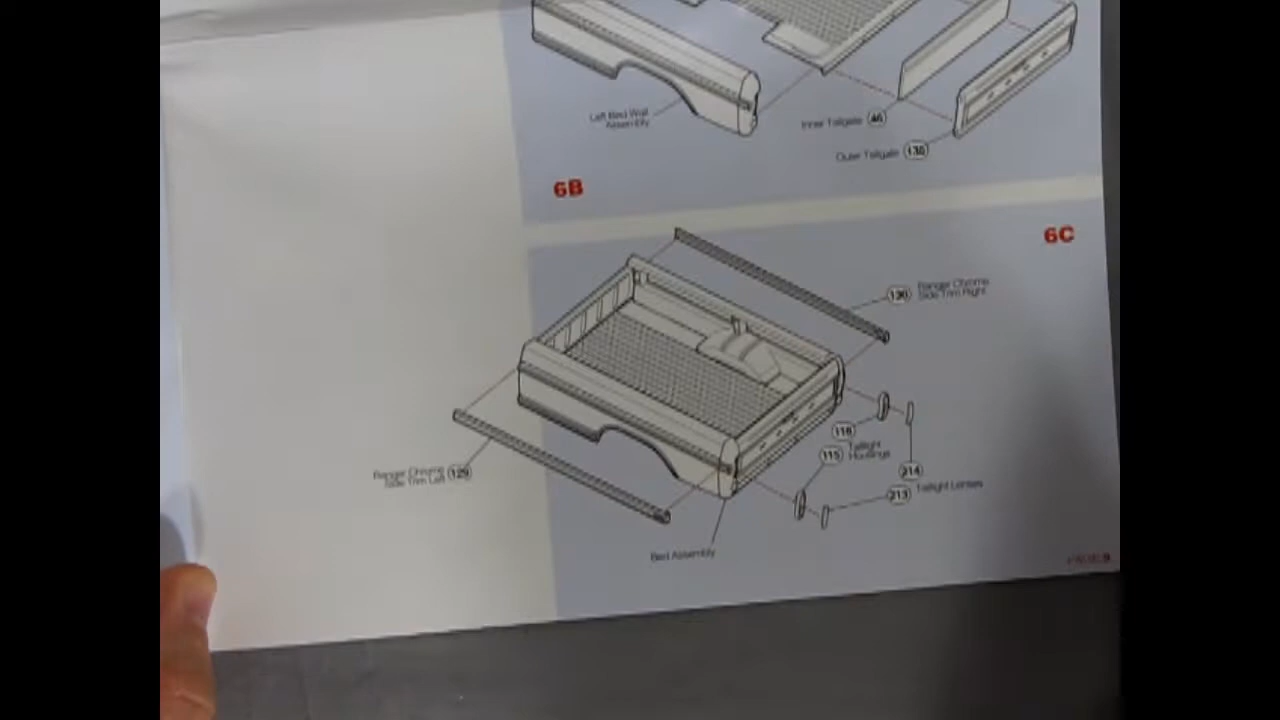 Left Bed Wall
Assembly
Inner Tailgate 46
Outer Tailgate
6B
6C
130 Ranger Chrome
Side Trim Right
116
115 Taillight
Housings
214
213 Taillight Lenses
Ranger Chrome
Side Trim Left 129
Bed Assembly